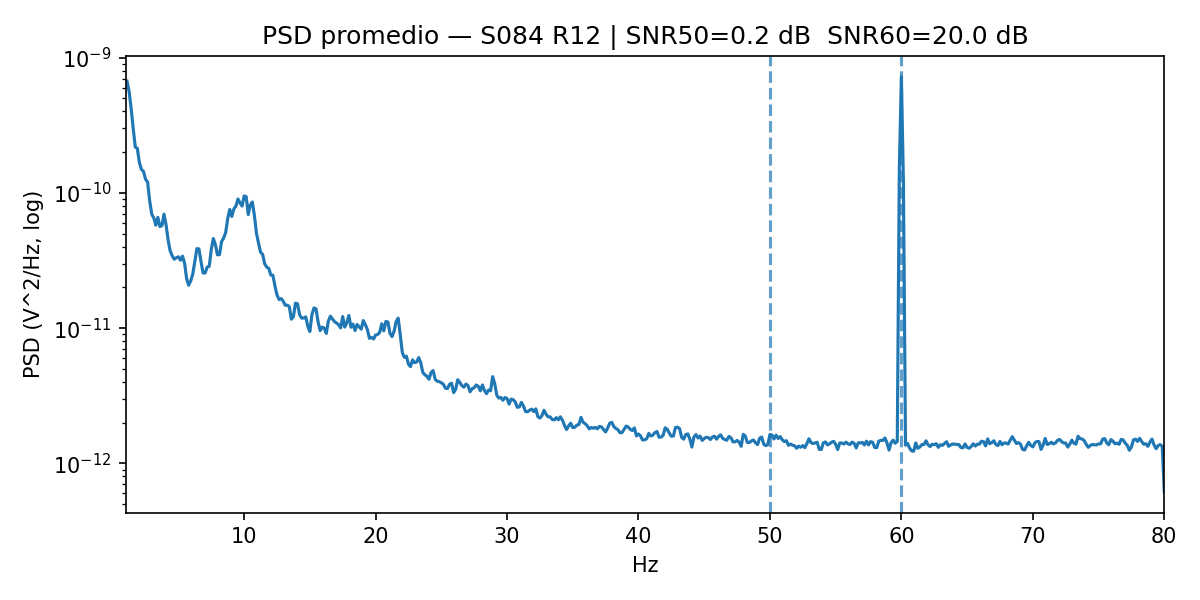 PSD promedio — S084 R12 | SNR50=0.2 dB  SNR60=20.0 dB
10⁻⁹
10⁻¹⁰
10⁻¹¹
10⁻¹²
PSD (V^2/Hz, log)
10 20 30 40 50 60 70 80
Hz